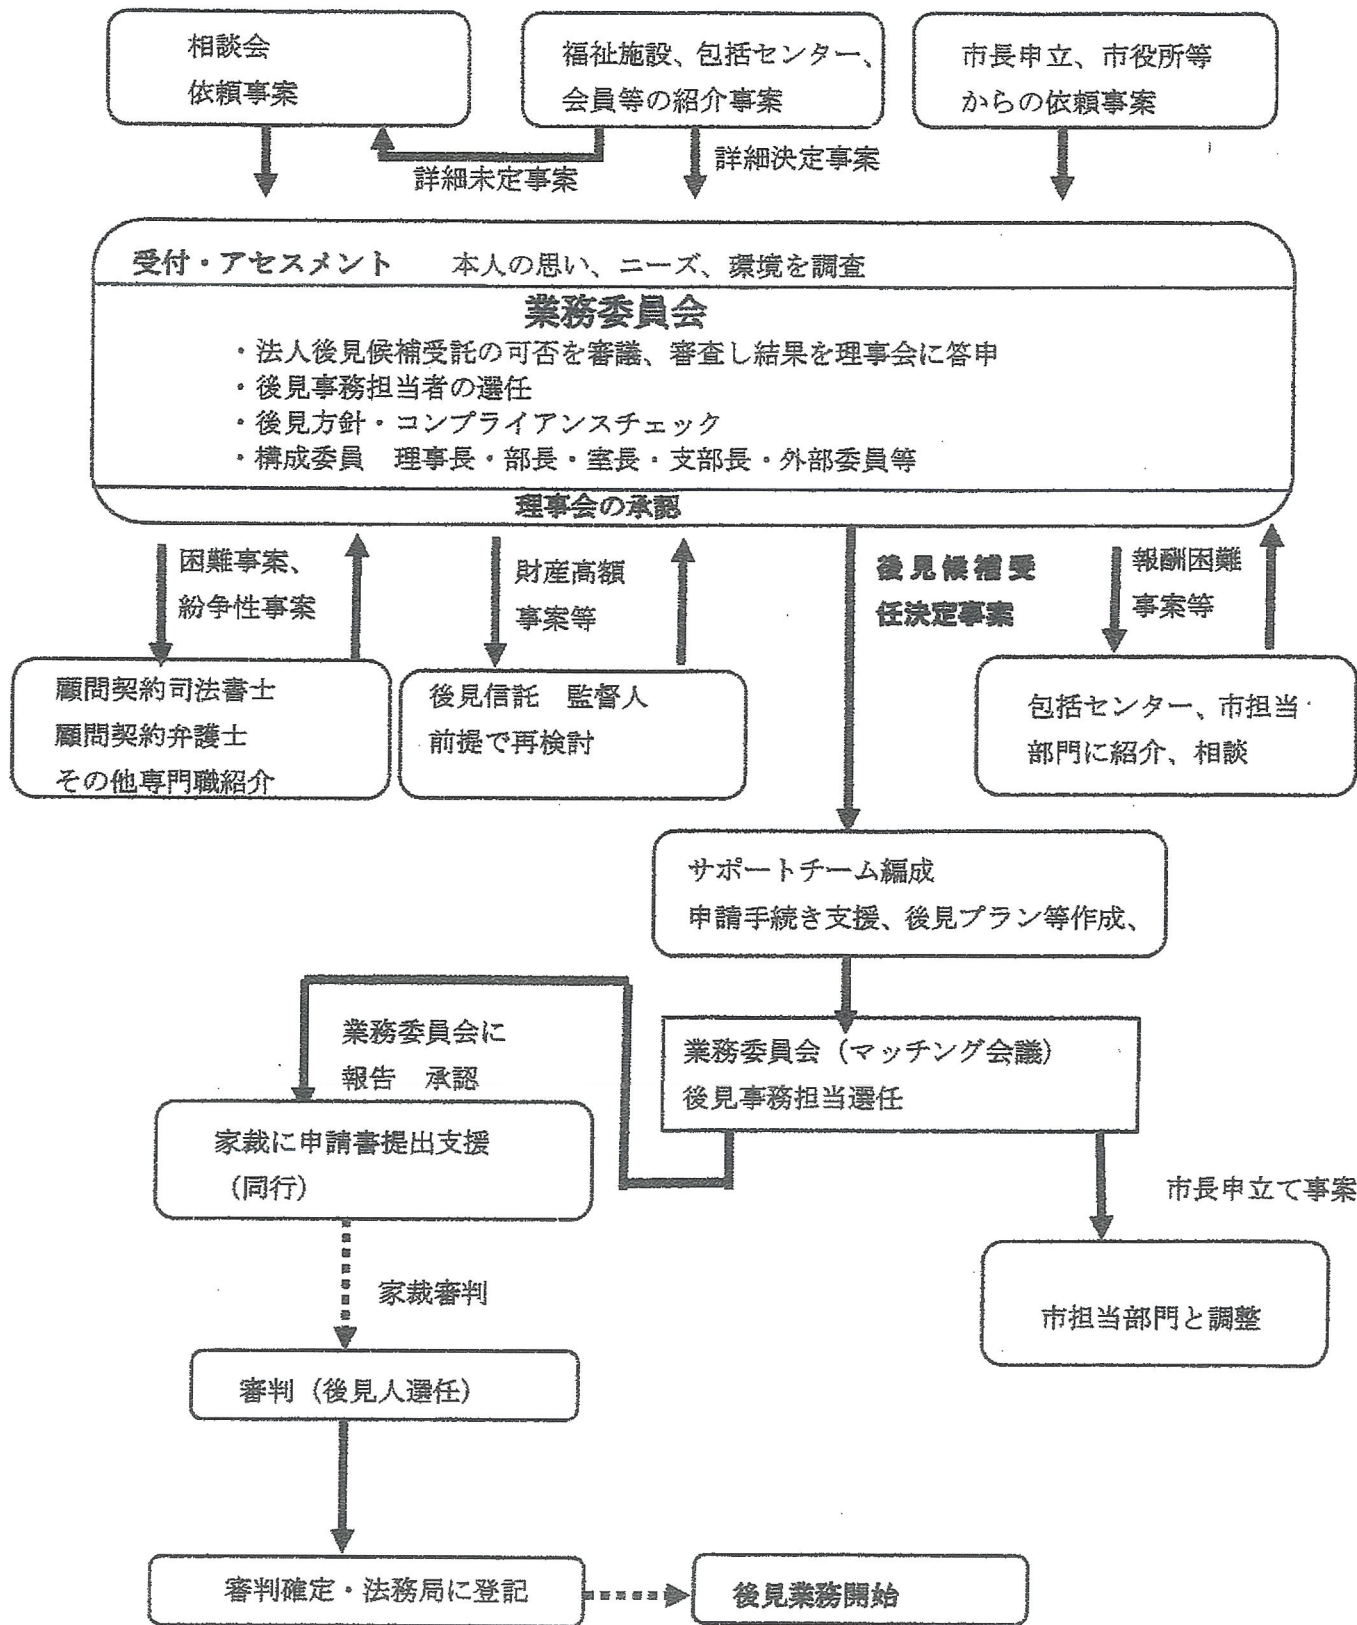 相談会
依頼事案
福祉施設、包括センター、
会員等の紹介事案
市長申立、市役所等
からの依頼事案
詳細未定事案
詳細決定事案
受付・アセスメント　本人の思い、ニーズ、環境を調査
業務委員会
・法人後見候補受託の可否を審議、審査し結果を理事会に答申
・後見事務担当者の選任
・後見方針・コンプライアンスチェック
・構成委員　理事長・部長・室長・支部長・外部委員等
理事会の承認
困難事案、
紛争性事案
財産高額
事案等
後見候補受
任決定事案
報酬困難
事案等
顧問契約司法書士
顧問契約弁護士
その他専門職紹介
後見信託　監督人
前提で再検討
包括センター、市担当
部門に紹介、相談
サポートチーム編成
申請手続き支援、後見プラン等作成、
業務委員会に
報告　承認
業務委員会（マッチング会議）
後見事務担当選任
家裁に申請書提出支援
（同行）
市長申立て事案
家裁審判
市担当部門と調整
審判（後見人選任）
審判確定・法務局に登記
後見業務開始